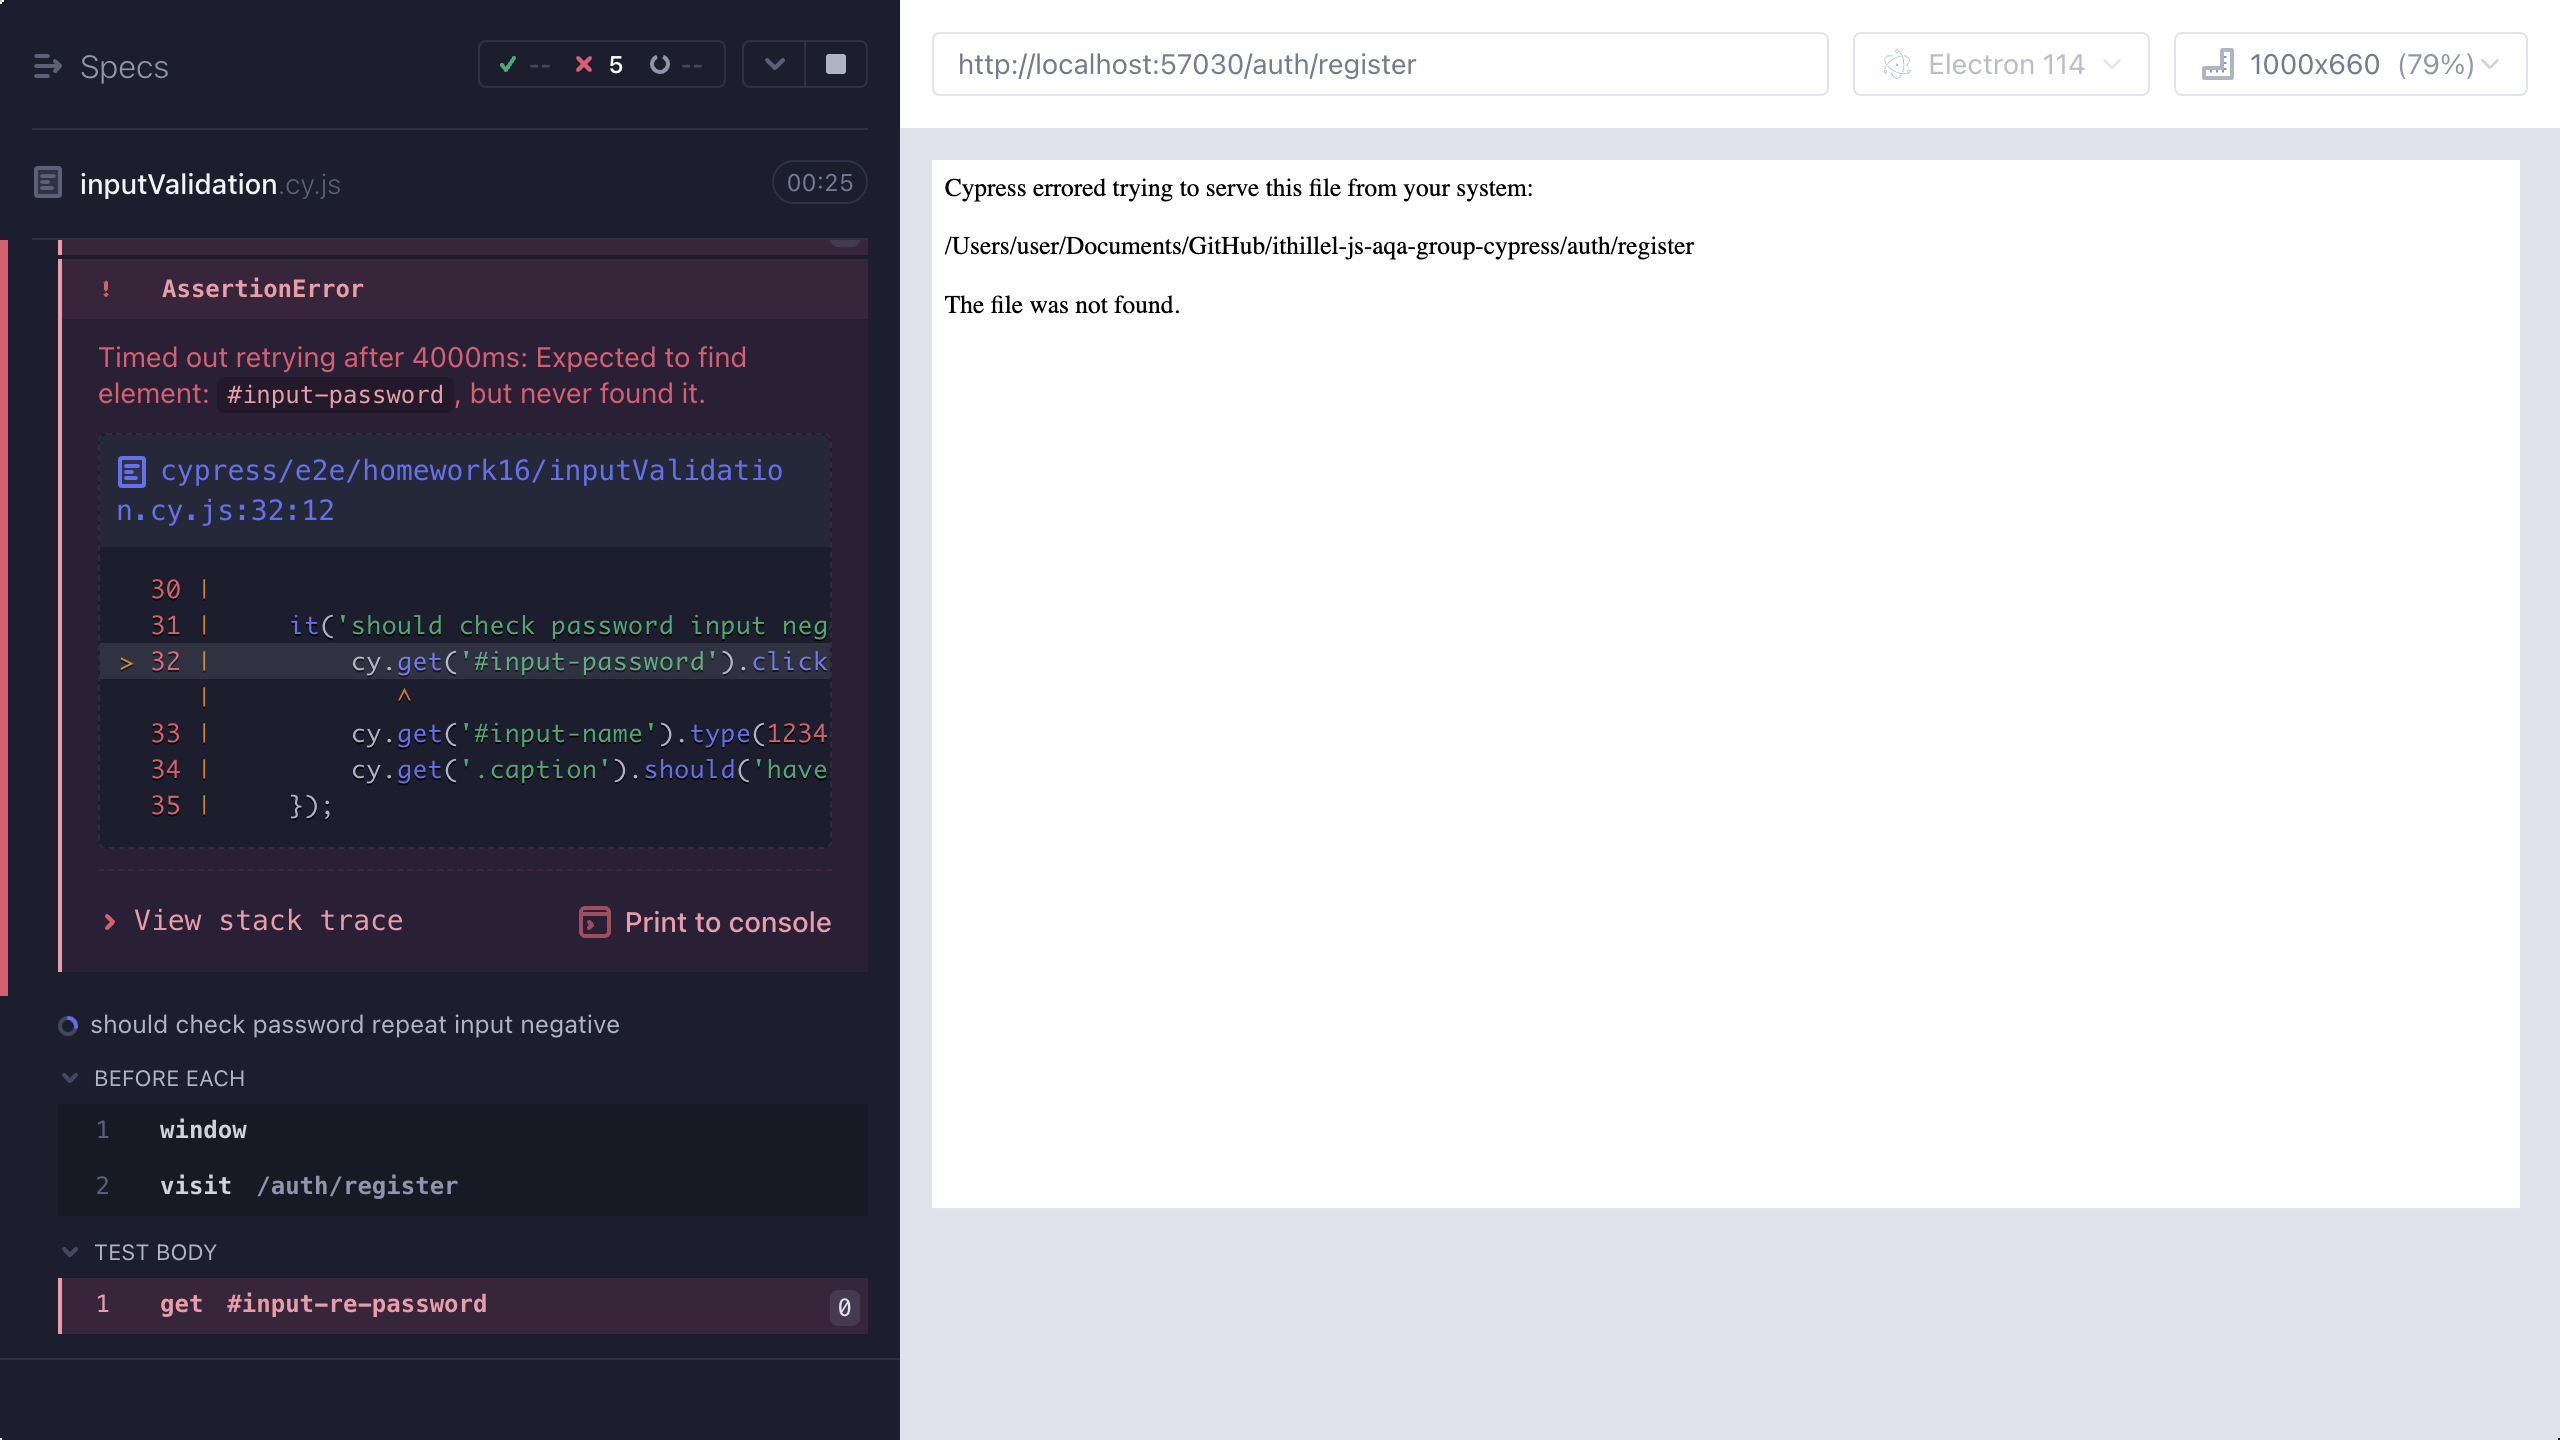 Specs
-- 5 --
inputValidation.cy.js
00:25
! AssertionError
Timed out retrying after 4000ms: Expected to find
element: #input-password, but never found it.
cypress/e2e/homework16/inputValidatio
n.cy.js:32:12
30 |
31 | it('should check password input neg
> 32 | cy.get('#input-password').click
| ^
33 | cy.get('#input-name').type(1234
34 | cy.get('.caption').should('have
35 | });
View stack trace
Print to console
should check password repeat input negative
BEFORE EACH
1 window
2 visit /auth/register
TEST BODY
1 get #input-re-password 0
http://localhost:57030/auth/register
Electron 114
1000x660 (79%)
Cypress errored trying to serve this file from your system:
/Users/user/Documents/GitHub/ithillel-js-aqa-group-cypress/auth/register
The file was not found.